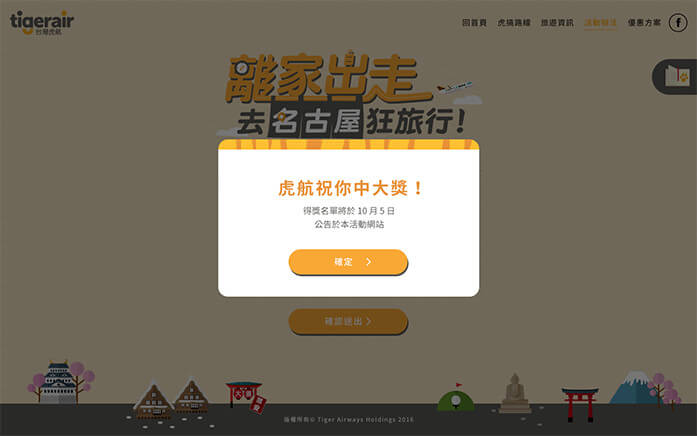 tigerair
台灣虎航
回首頁 虎搞路線 旅遊資訊 活動辦法 優惠方案
離家出走
去名古屋狂旅行!
虎航祝你中大獎！
得獎名單將於 10 月 5 日
公告於本活動網站
確定
確認送出
版權所有© Tiger Airways Holdings 2016